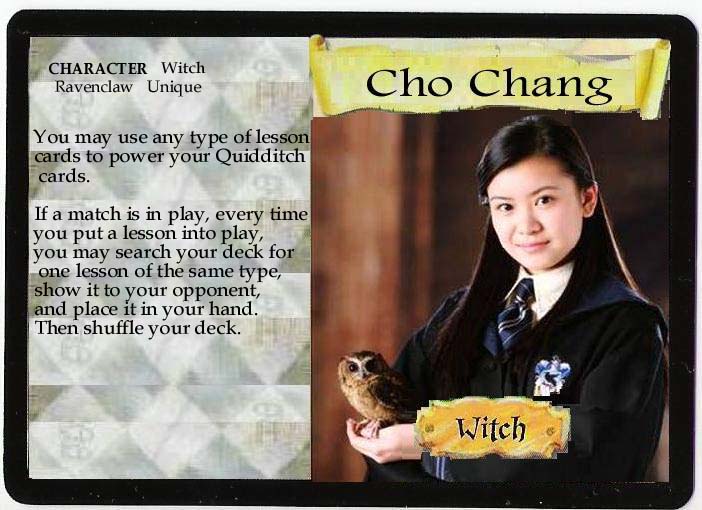 Cho Chang
Witch
CHARACTER Witch
Ravenclaw Unique
You may use any type of lesson
cards to power your Quidditch
cards.
If a match is in play, every time
you put a lesson into play,
you may search your deck for
one lesson of the same type,
show it to your opponent,
and place it in your hand.
Then shuffle your deck.